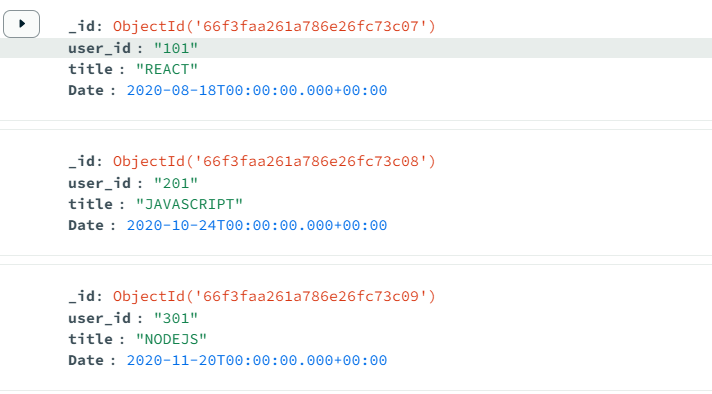 _id: ObjectId('66f3faa261a786e26fc73c07')
user_id : "101"
title : "REACT"
Date : 2020-08-18T00:00:00.000+00:00
_id: ObjectId('66f3faa261a786e26fc73c08')
user_id : "201"
title : "JAVASCRIPT"
Date : 2020-10-24T00:00:00.000+00:00
_id: ObjectId('66f3faa261a786e26fc73c09')
user_id : "301"
title : "NODEJS"
Date : 2020-11-20T00:00:00.000+00:00